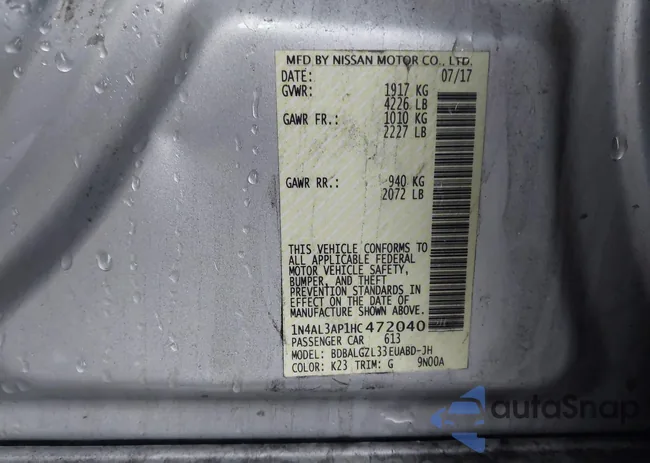 MFD BY NISSAN MOTOR CO., LTD.
DATE: 07/17
GVWR: 1917 KG
4226 LB
GAWR FR.: 1010 KG
2227 LB
GAWR RR.: 940 KG
2072 LB
THIS VEHICLE CONFORMS TO
ALL APPLICABLE FEDERAL
MOTOR VEHICLE SAFETY,
BUMPER, AND THEFT
PREVENTION STANDARDS IN
EFFECT ON THE DATE OF
MANUFACTURE SHOWN ABOVE.
1N4AL3AP1HC472040
PASSENGER CAR 613
MODEL: BDBALGZL33EUABD-JH
COLOR: K23 TRIM: G 9N00A
autoSnap